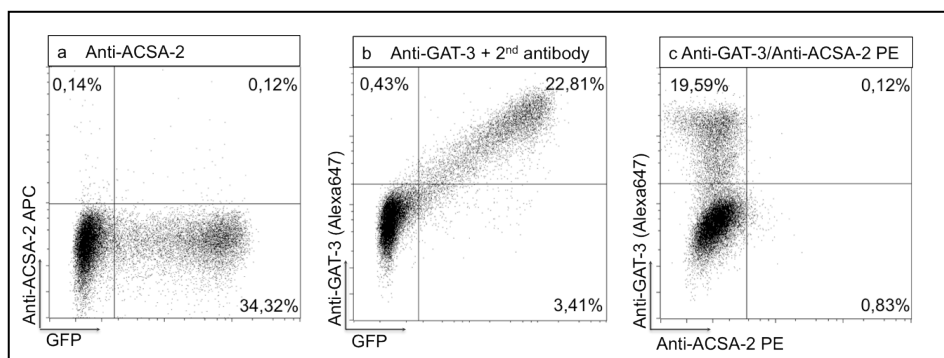 a Anti-ACSA-2
0,14%
0,12%
34,32%
Anti-ACSA-2 APC
GFP
b Anti-GAT-3 + 2nd antibody
0,43%
22,81%
3,41%
Anti-GAT-3 (Alexa647)
GFP
c Anti-GAT-3/Anti-ACSA-2 PE
19,59%
0,12%
0,83%
Anti-GAT-3 (Alexa647)
Anti-ACSA-2 PE